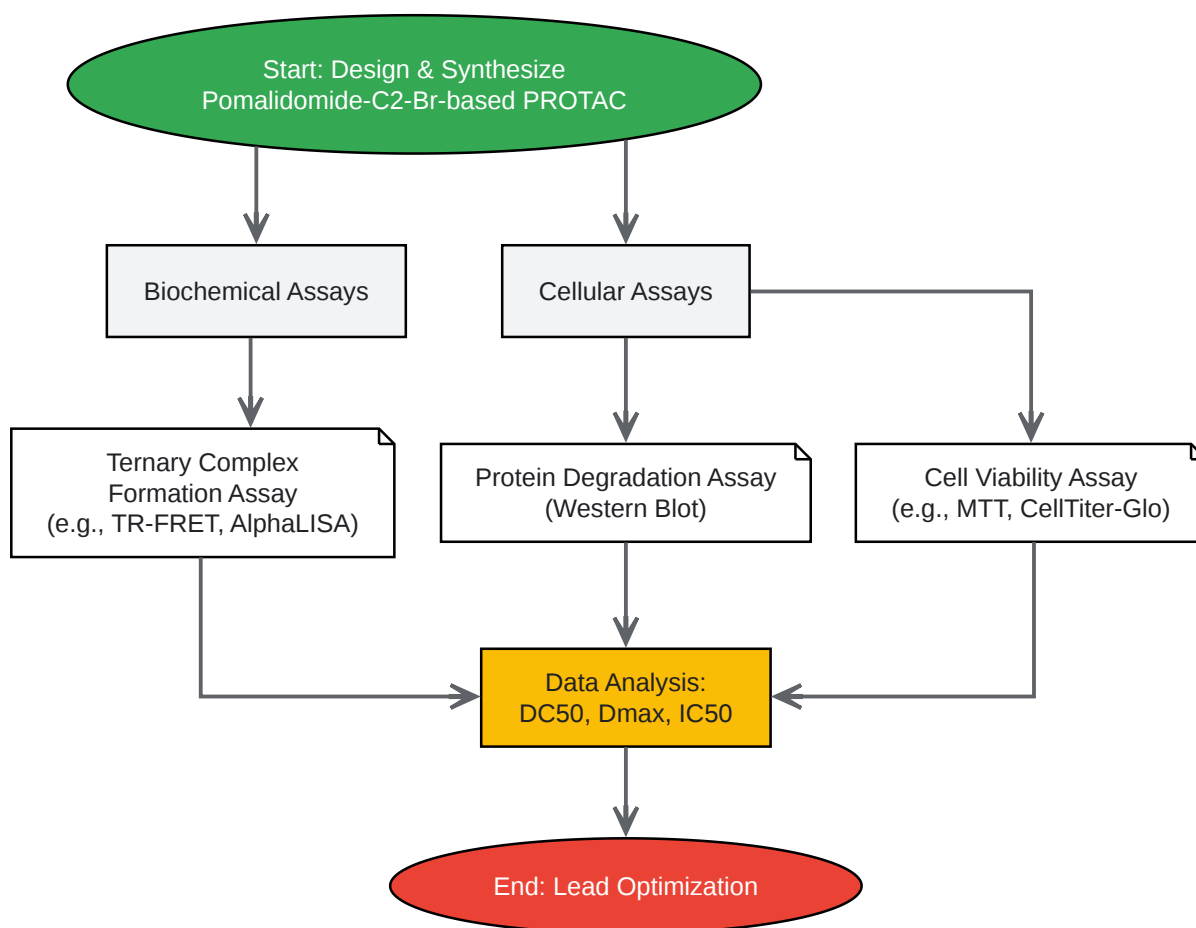 Start: Design & Synthesize
Pomalidomide-C2-Br-based PROTAC
Biochemical Assays
Cellular Assays
Ternary Complex
Formation Assay
(e.g., TR-FRET, AlphaLISA)
Protein Degradation Assay
(Western Blot)
Cell Viability Assay
(e.g., MTT, CellTiter-Glo)
Data Analysis:
DC50, Dmax, IC50
End: Lead Optimization